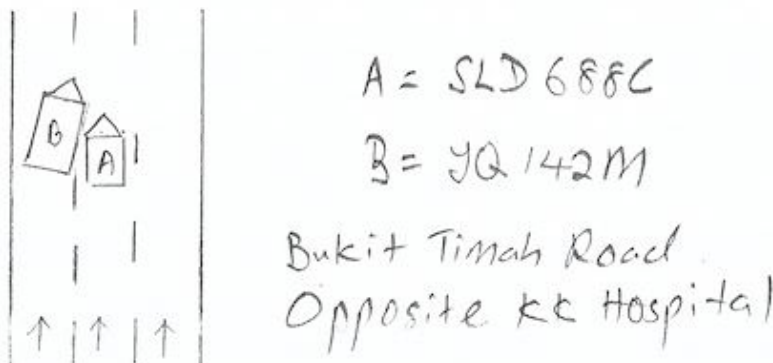 B
A
A = SLD 688C
B = YQ 142M
Bukit Timah Road
Opposite KK Hospital